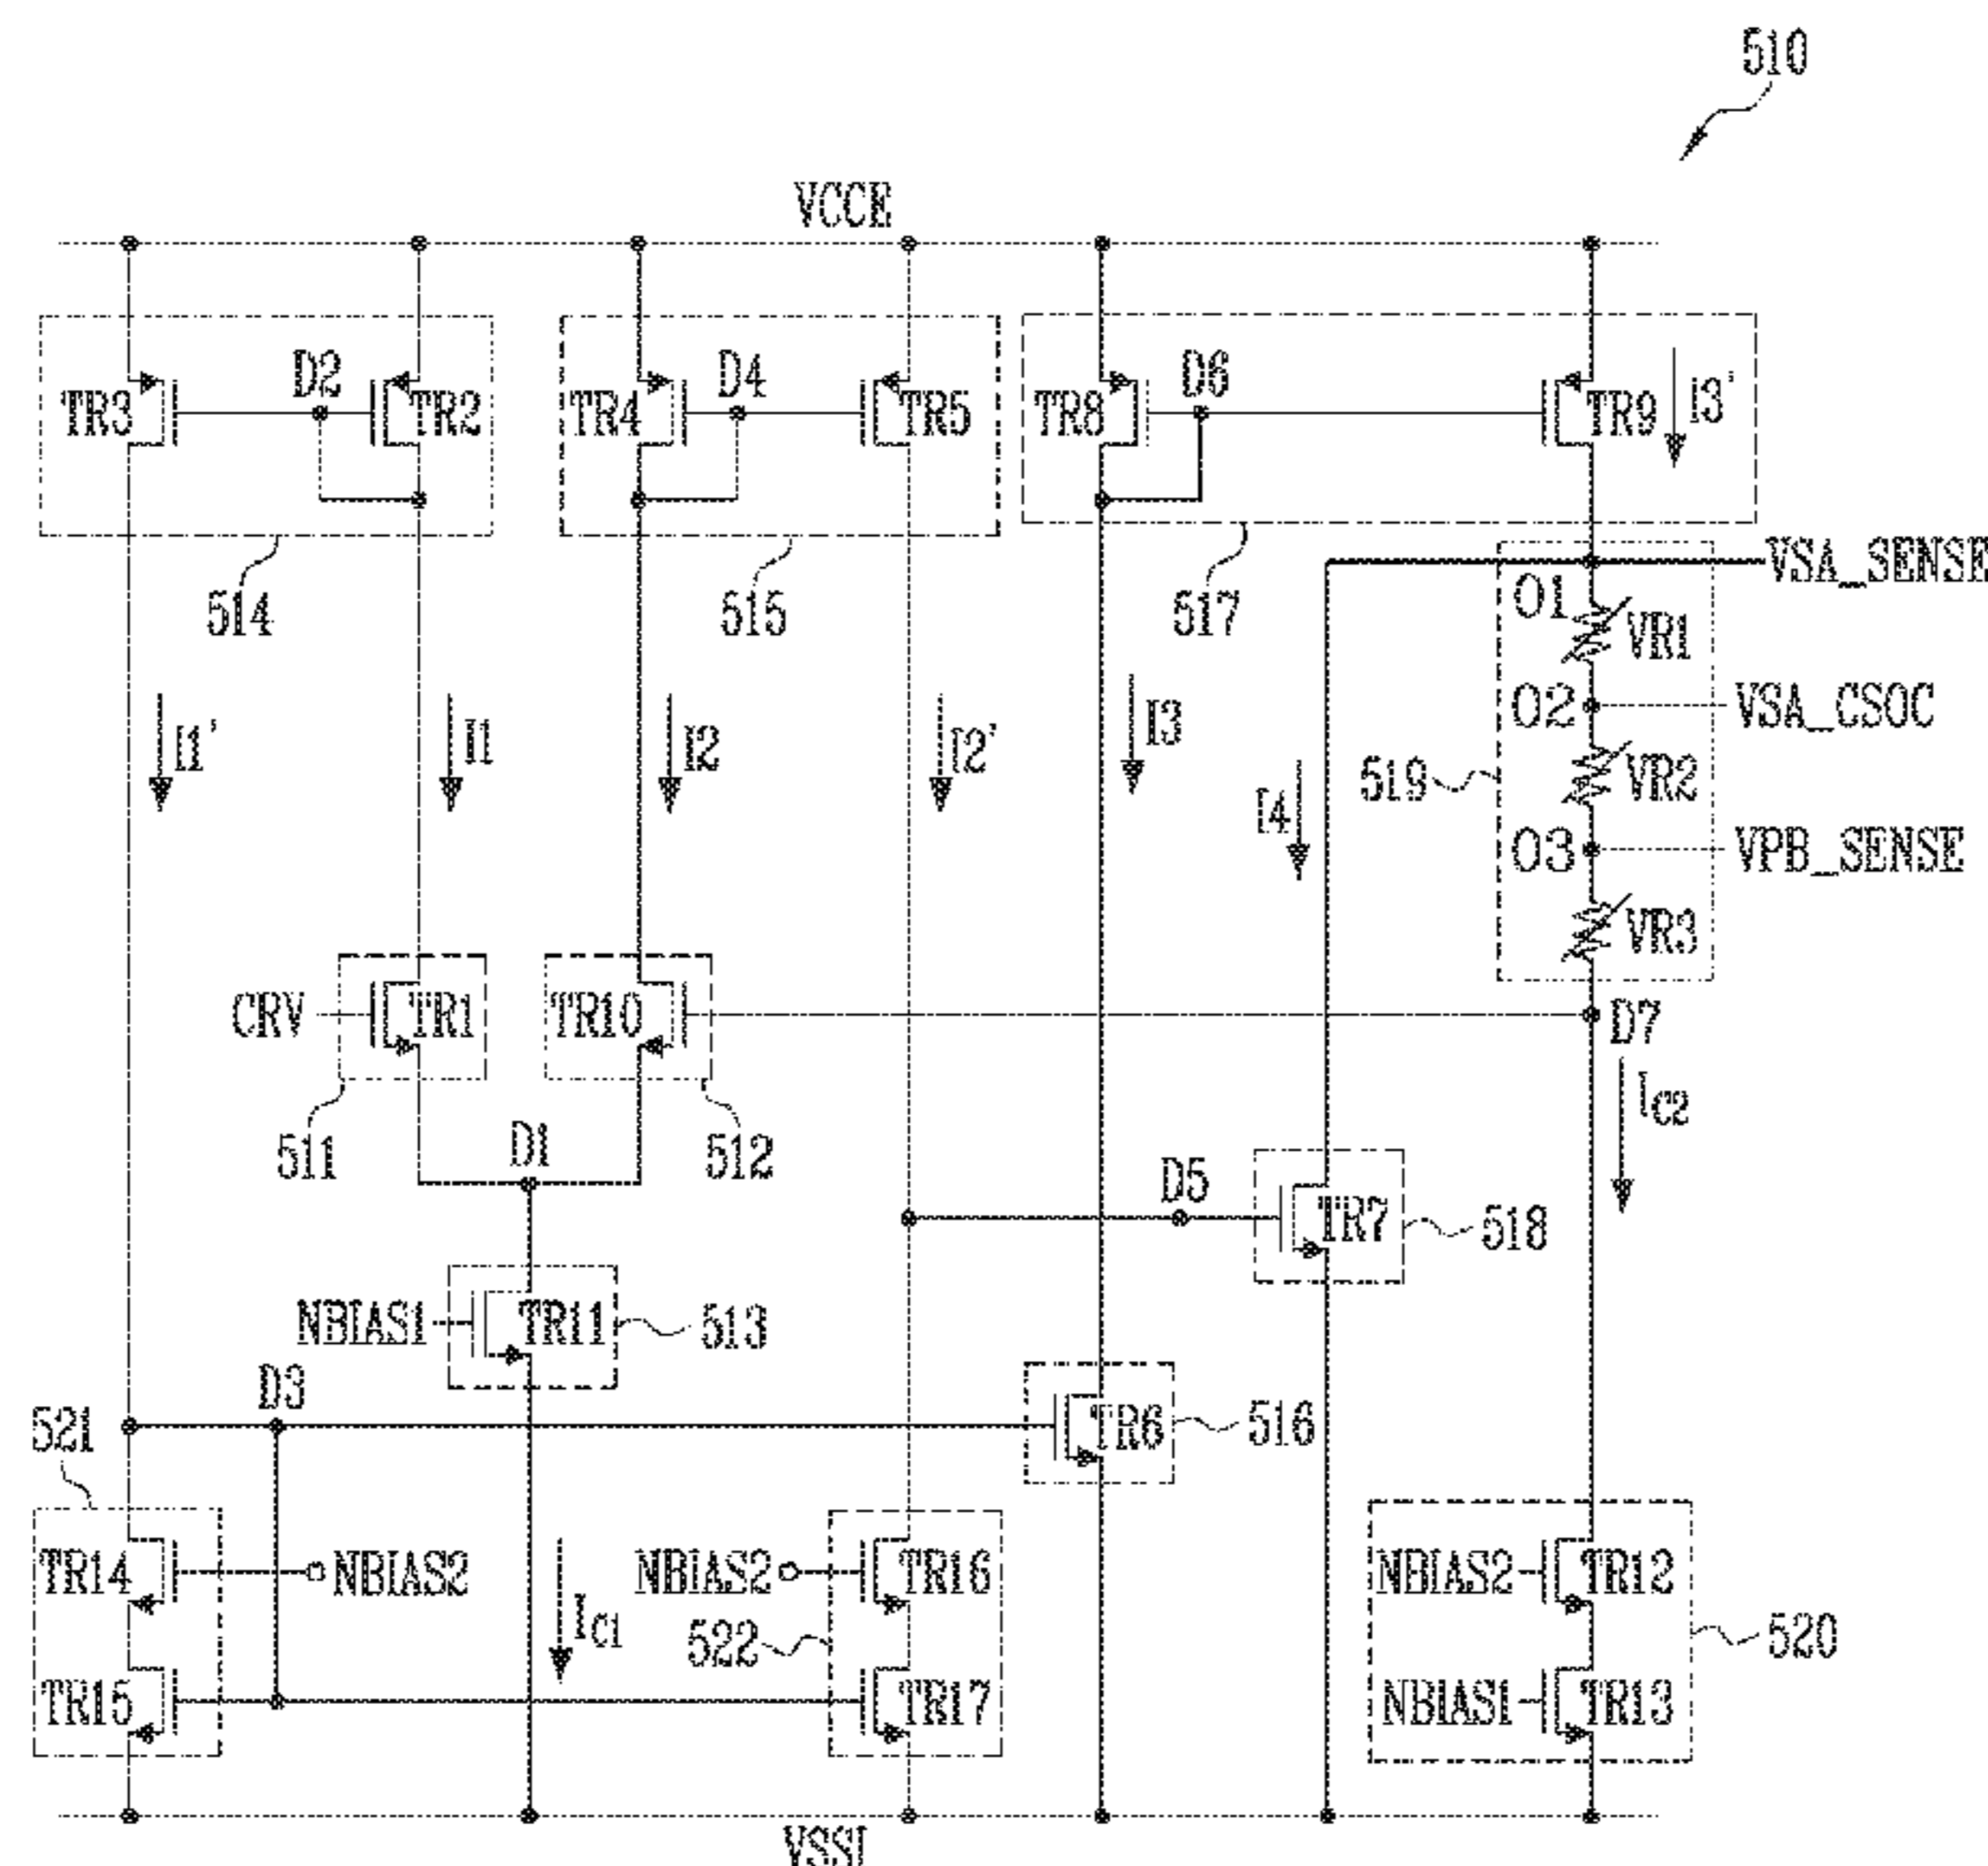 510
VCCE
TR3
D2
TR2
TR4
D4
TR5
TR8
D6
TR9
I3'
514
515
517
VSA_SENSE
O1
VR1
O2
VSA_CSOC
I1'
I1
I2
I2'
I3
I4
519
VR2
O3
VPB_SENSE
VR3
CRV
TR1
TR10
D7
IC2
511
D1
512
D5
TR7
518
NBIAS1
TR11
513
D3
521
TR6
516
TR14
NBIAS2
NBIAS2
TR16
NBIAS2
TR12
IC1
522
520
TR15
TR17
NBIAS1
TR13
VSSI